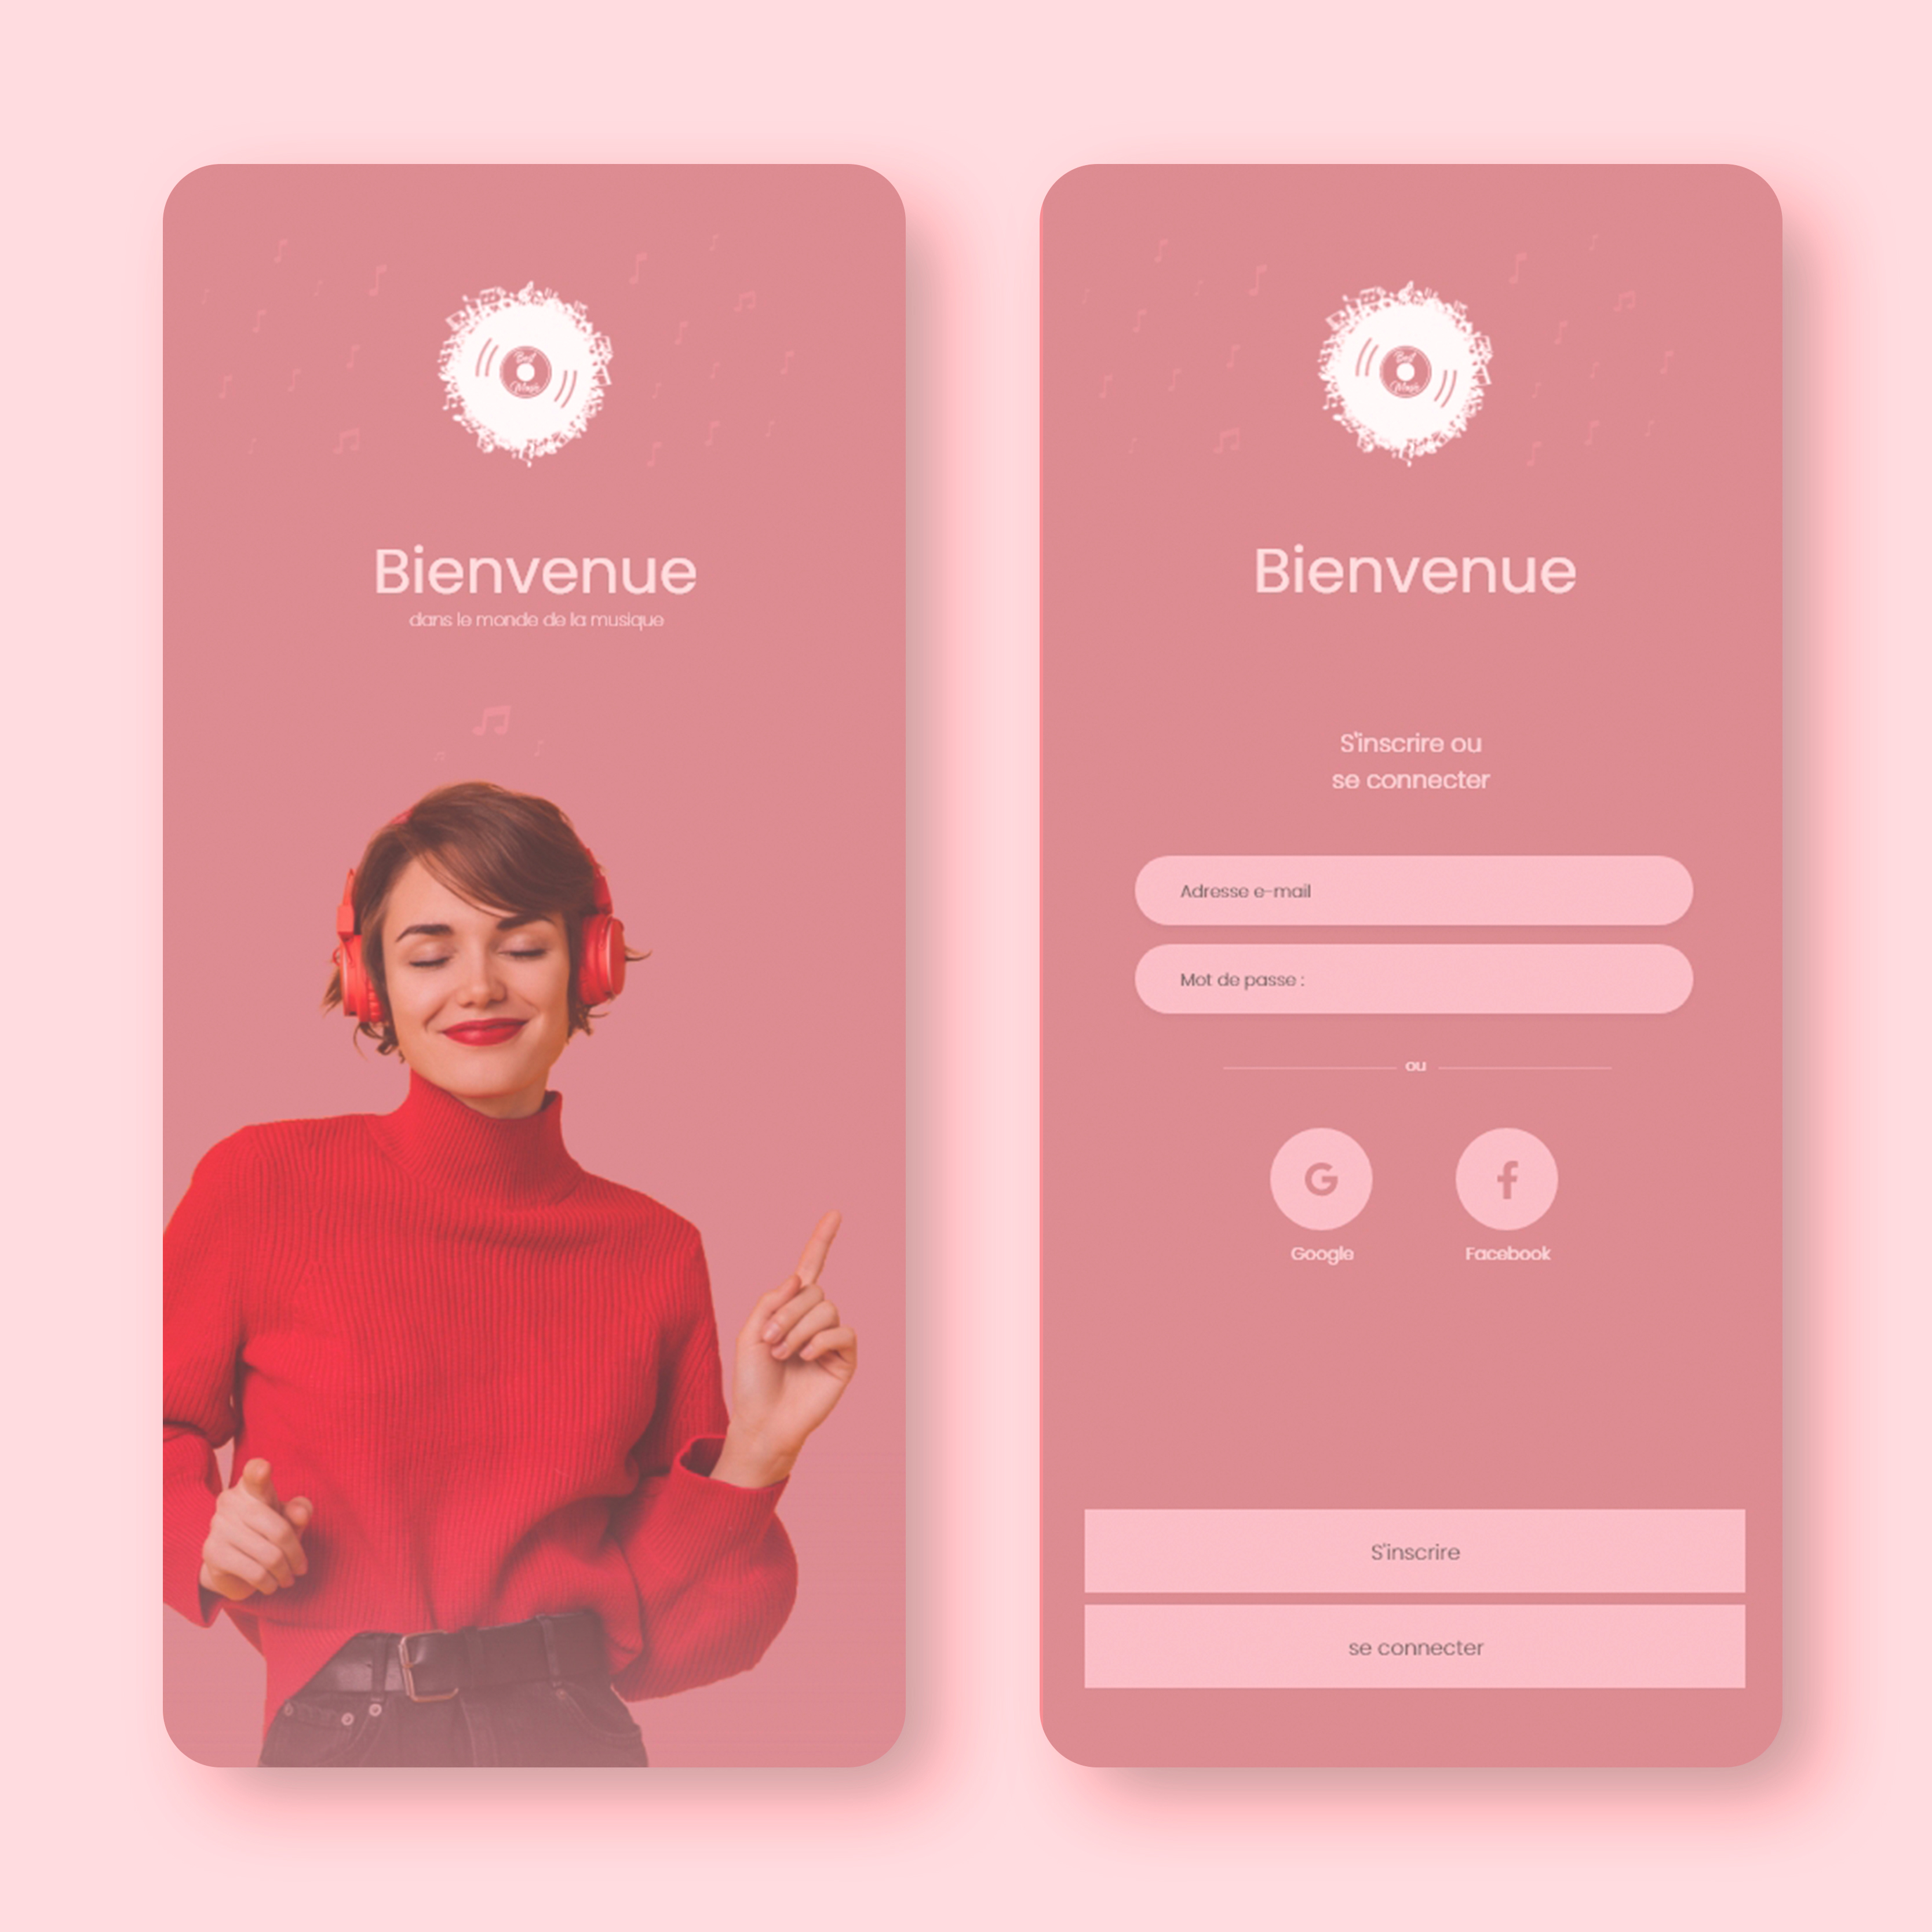 Best
Music
Bienvenue
dans le monde de la musique
Best
Music
Bienvenue
S'inscrire ou
se connecter
Adresse e-mail
Mot de passe :
ou
G
f
Google
Facebook
S'inscrire
se connecter